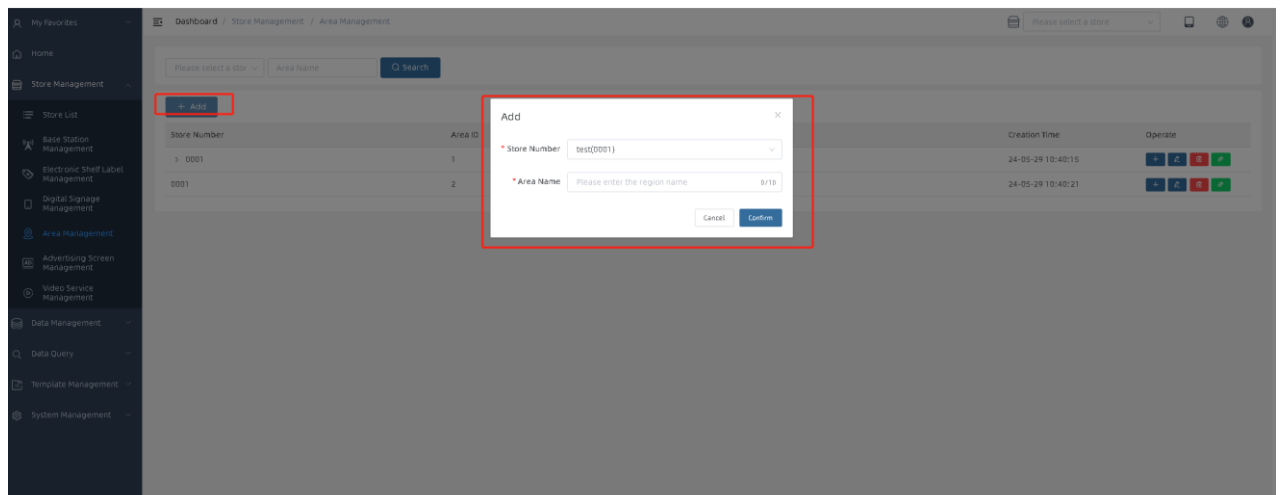 My Favorites
Dashboard / Store Management / Area Management
Please select a store
Home
Please select a stor
Area Name
Search
Store Management
+ Add
Store List
Store Number
Area ID
Creation Time
Operate
Base Station
Management
> 0001
1
24-05-29 10:40:15
Electronic Shelf Label
Management
0001
2
24-05-29 10:40:21
Digital Signage
Management
Area Management
Advertising Screen
Management
Video Service
Management
Data Management
Data Query
Template Management
System Management
Add
* Store Number
test(0001)
* Area Name
Please enter the region name
0/10
Cancel
Confirm